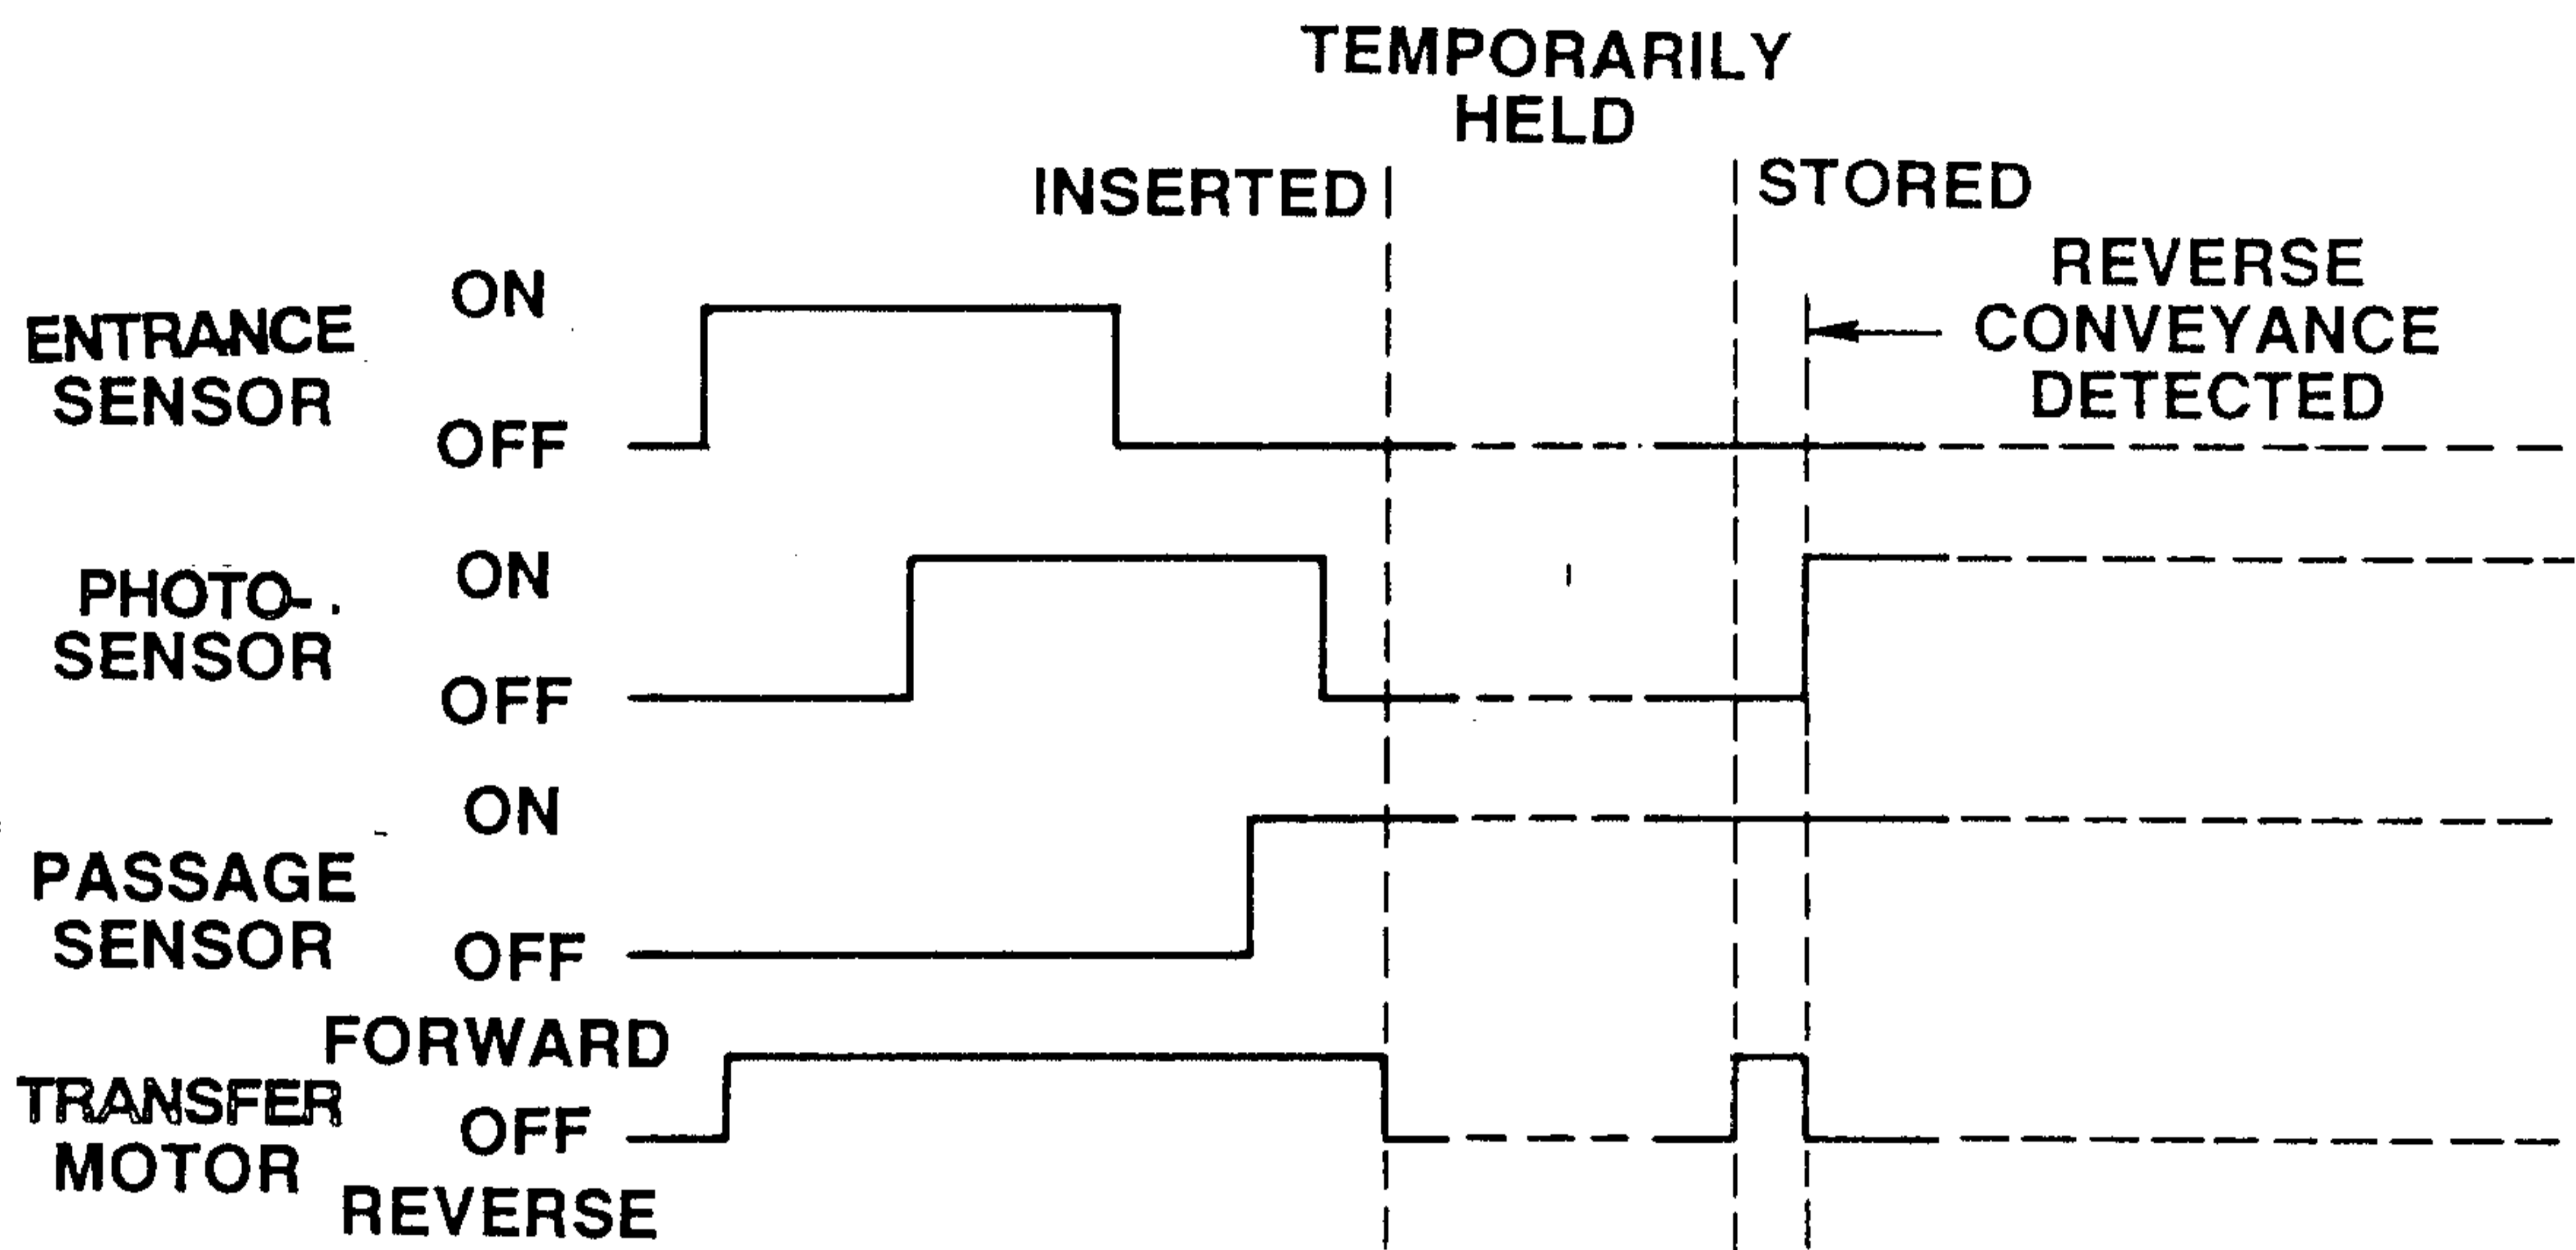 TEMPORARILY
HELD
INSERTED
STORED
REVERSE
CONVEYANCE
DETECTED
ENTRANCE
SENSOR
ON
OFF
PHOTO-
SENSOR
ON
OFF
PASSAGE
SENSOR
ON
OFF
TRANSFER
MOTOR
FORWARD
OFF
REVERSE